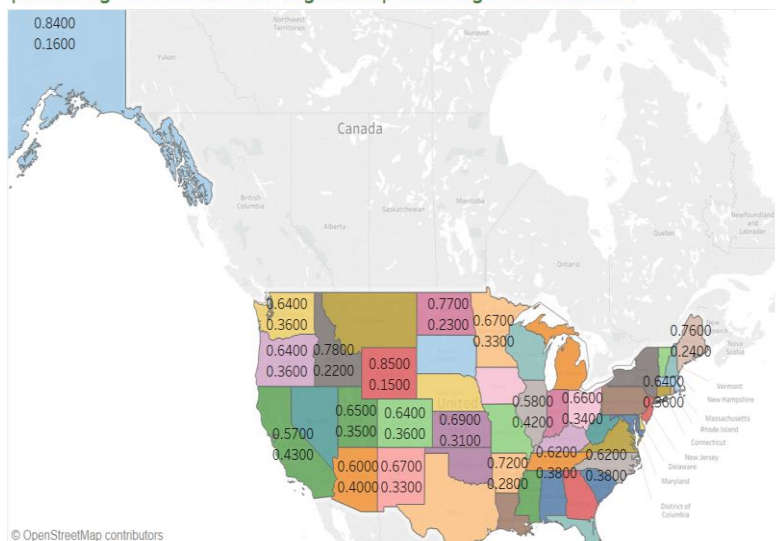 0.8400
0.1600
Northwest
Territories
Nunavut
Yukon
Canada
British
Columbia
Alberta
Saskatchewan
Manitoba
Ontario
Quebec
Newfoundland
and
Labrador
0.6400
0.3600
0.7700
0.2300
0.6700
0.3300
0.7600
0.2400
New
Brunswick
Nova
Scotia
0.6400
0.3600
0.7800
0.2200
0.8500
0.1500
0.6400
0.3600
Vermont
New Hampshire
Massachusetts
Rhode Island
Connecticut
New Jersey
Delaware
Maryland
District of
Columbia
United
0.5700
0.4300
0.6500
0.3500
0.6400
0.3600
0.6900
0.3100
0.5800
0.4200
0.6600
0.3400
0.6000
0.4000
0.6700
0.3300
0.7200
0.2800
0.6200
0.3800
0.6200
0.3800
© OpenStreetMap contributors